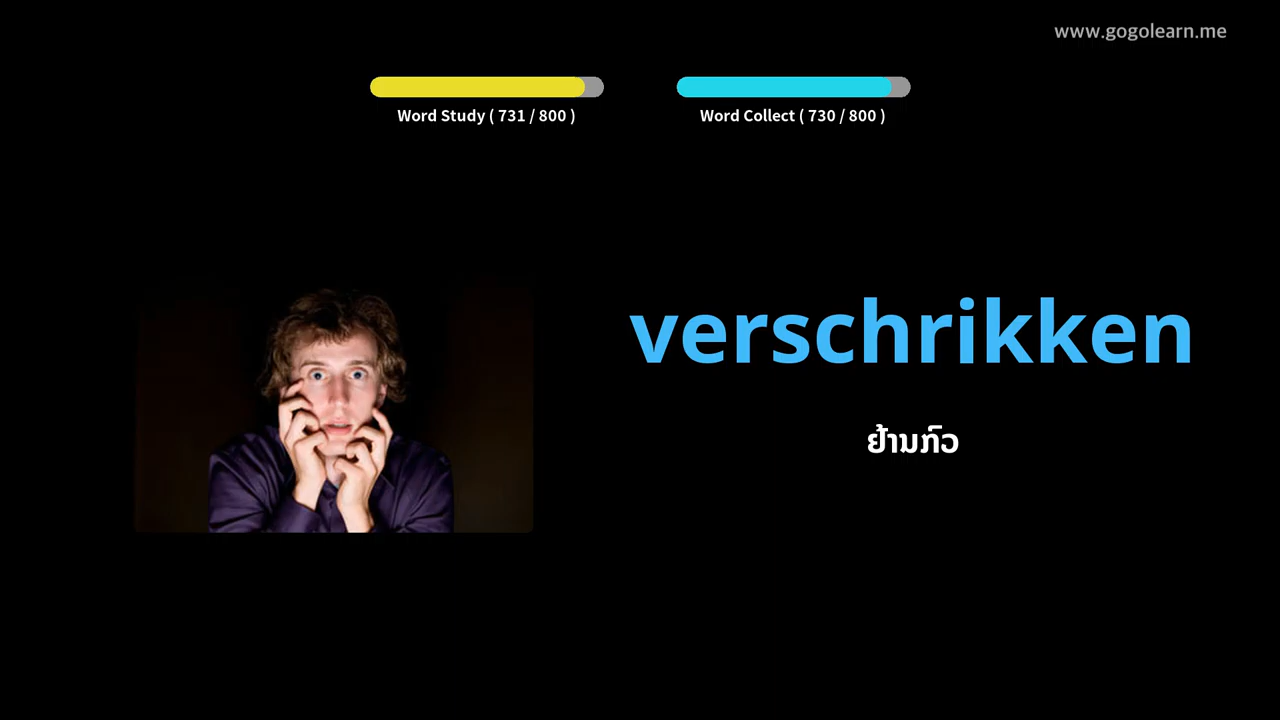 www.gogolearn.me
Word Study ( 731 / 800 )
Word Collect ( 730 / 800 )
verschrikken
ຢ້ານກົວ